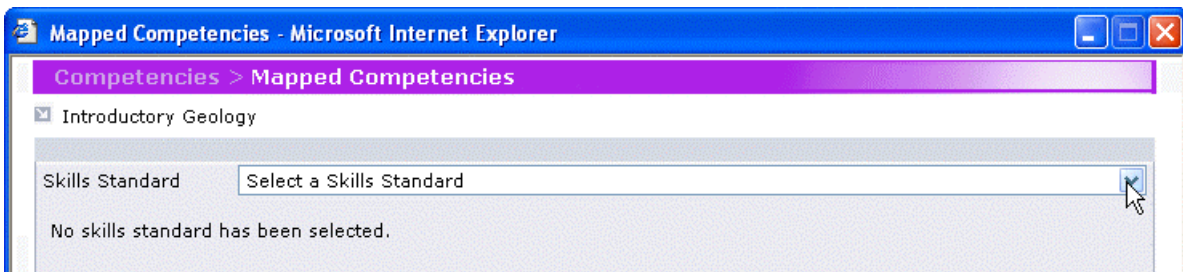 Mapped Competencies - Microsoft Internet Explorer
Competencies > Mapped Competencies
Introductory Geology
Skills Standard Select a Skills Standard
No skills standard has been selected.